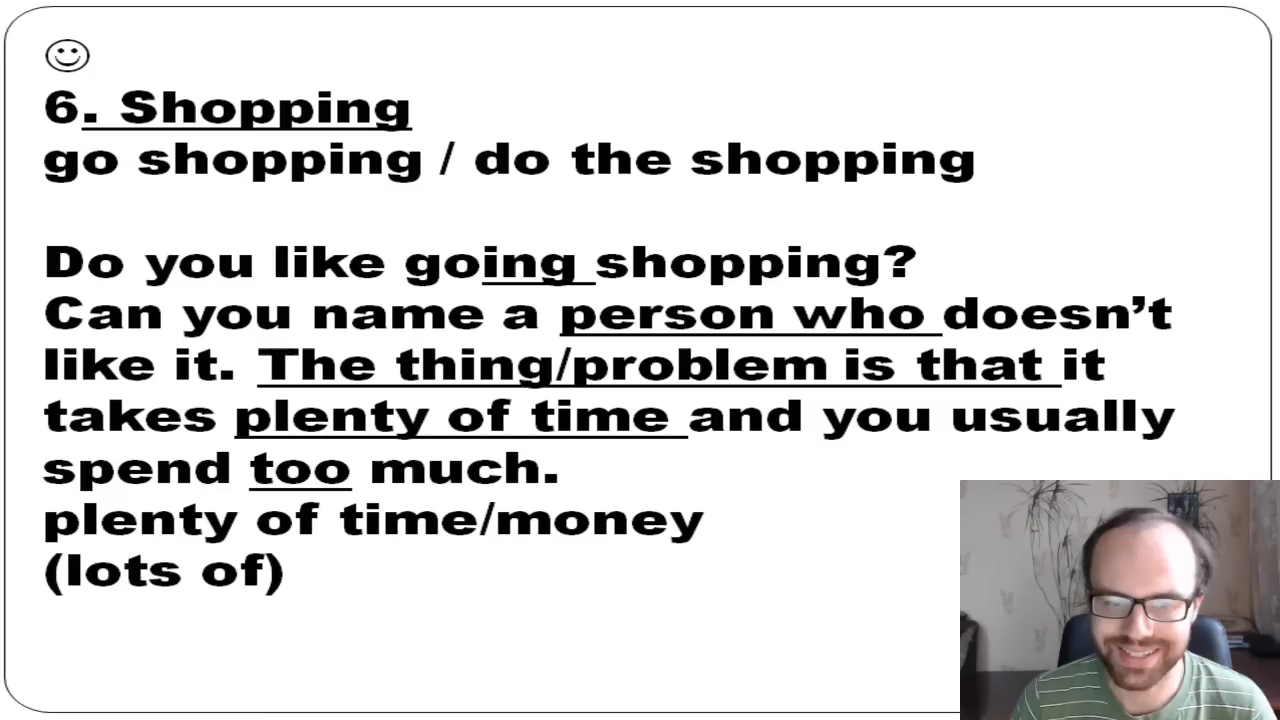 6. Shopping
go shopping / do the shopping
Do you like going shopping?
Can you name a person who doesn’t
like it. The thing/problem is that it
takes plenty of time and you usually
spend too much.
plenty of time/money
(lots of)